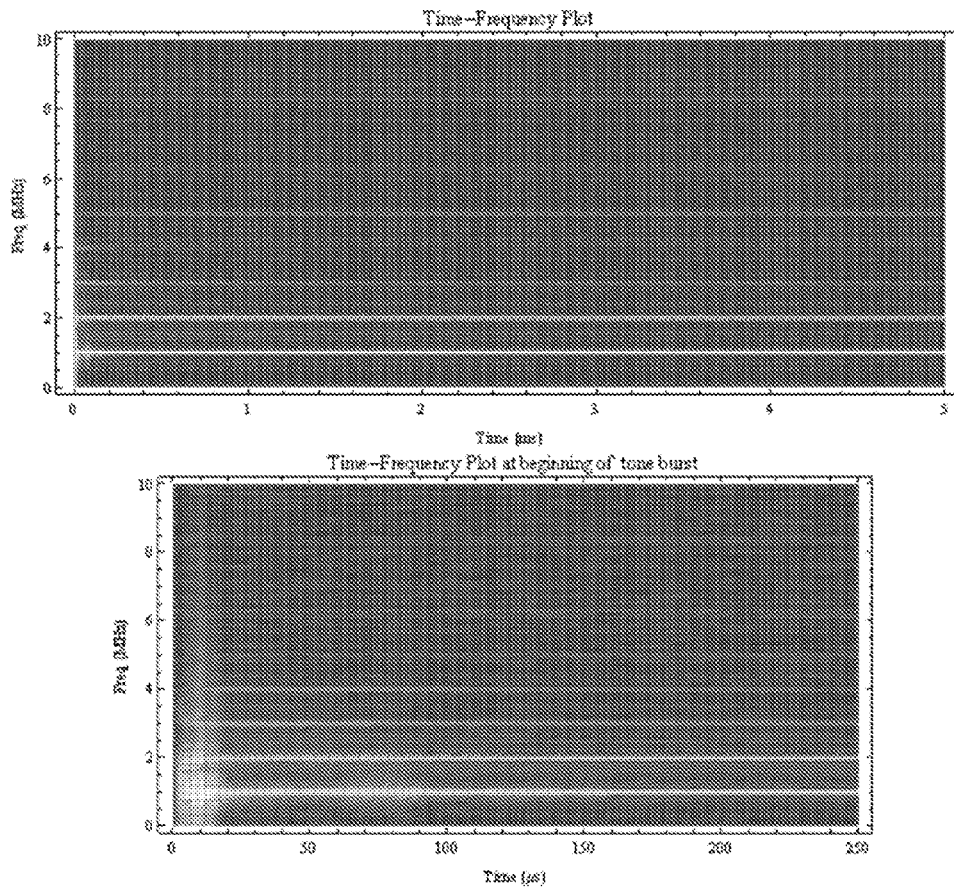 Time-Frequency Plot
10
8
6
4
2
0
Freq (MHz)
0 1 2 3 4 5
Time (ms)
Time-Frequency Plot at beginning of tone burst
10
8
6
4
2
0
Freq (MHz)
0 50 100 150 200 250
Time (μs)